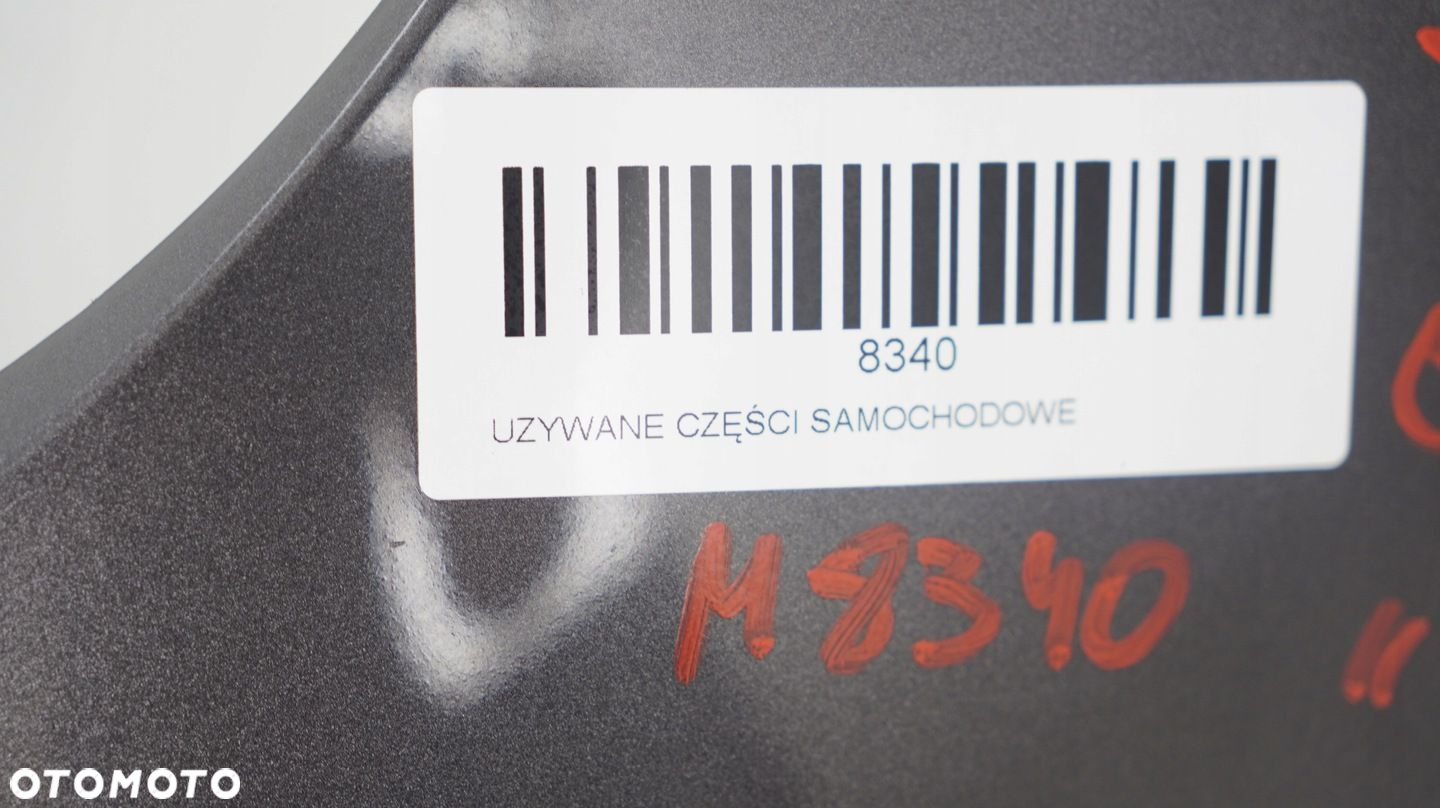 8340
UZYWANE CZĘŚCI SAMOCHODOWE
M8340
"
OTOMOTO